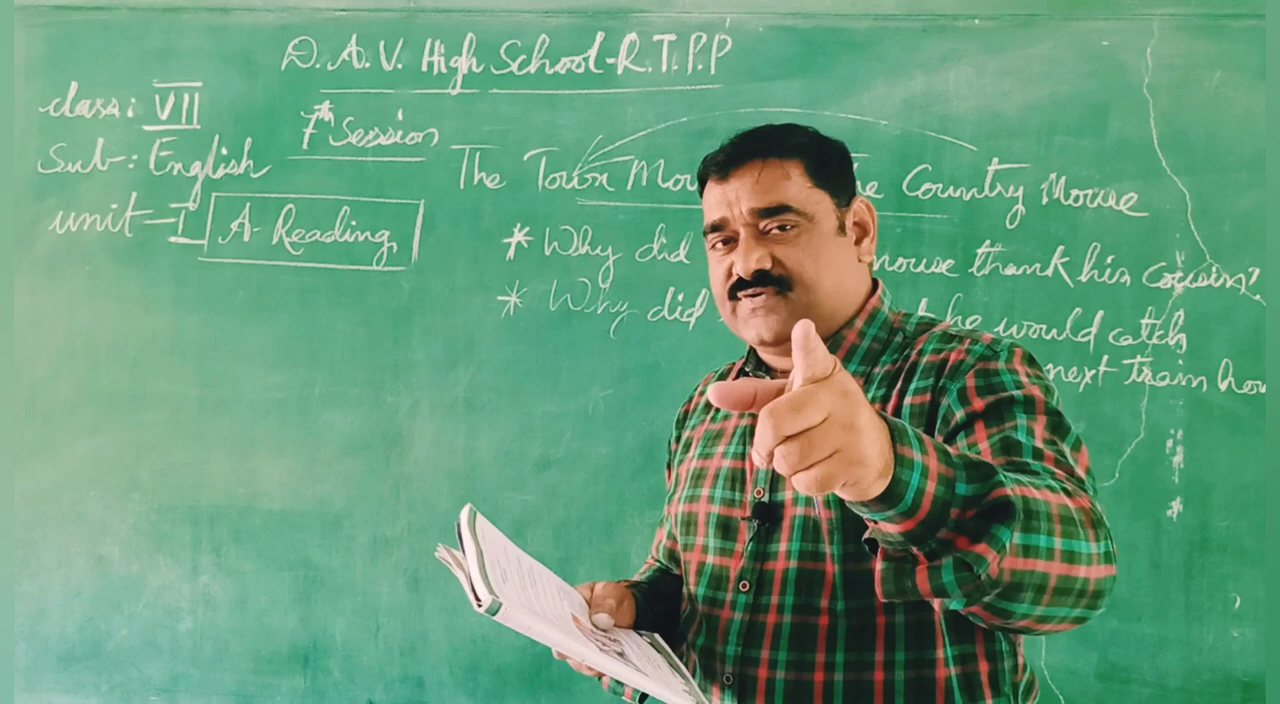 D. A. V. High School-R.T.P.P
class: VII
7th Session
Sub: English
The Town Mou he Country Mouse
unit-I A-Reading
* Why did mouse thank his cousin?
* Why did he would catch
next train